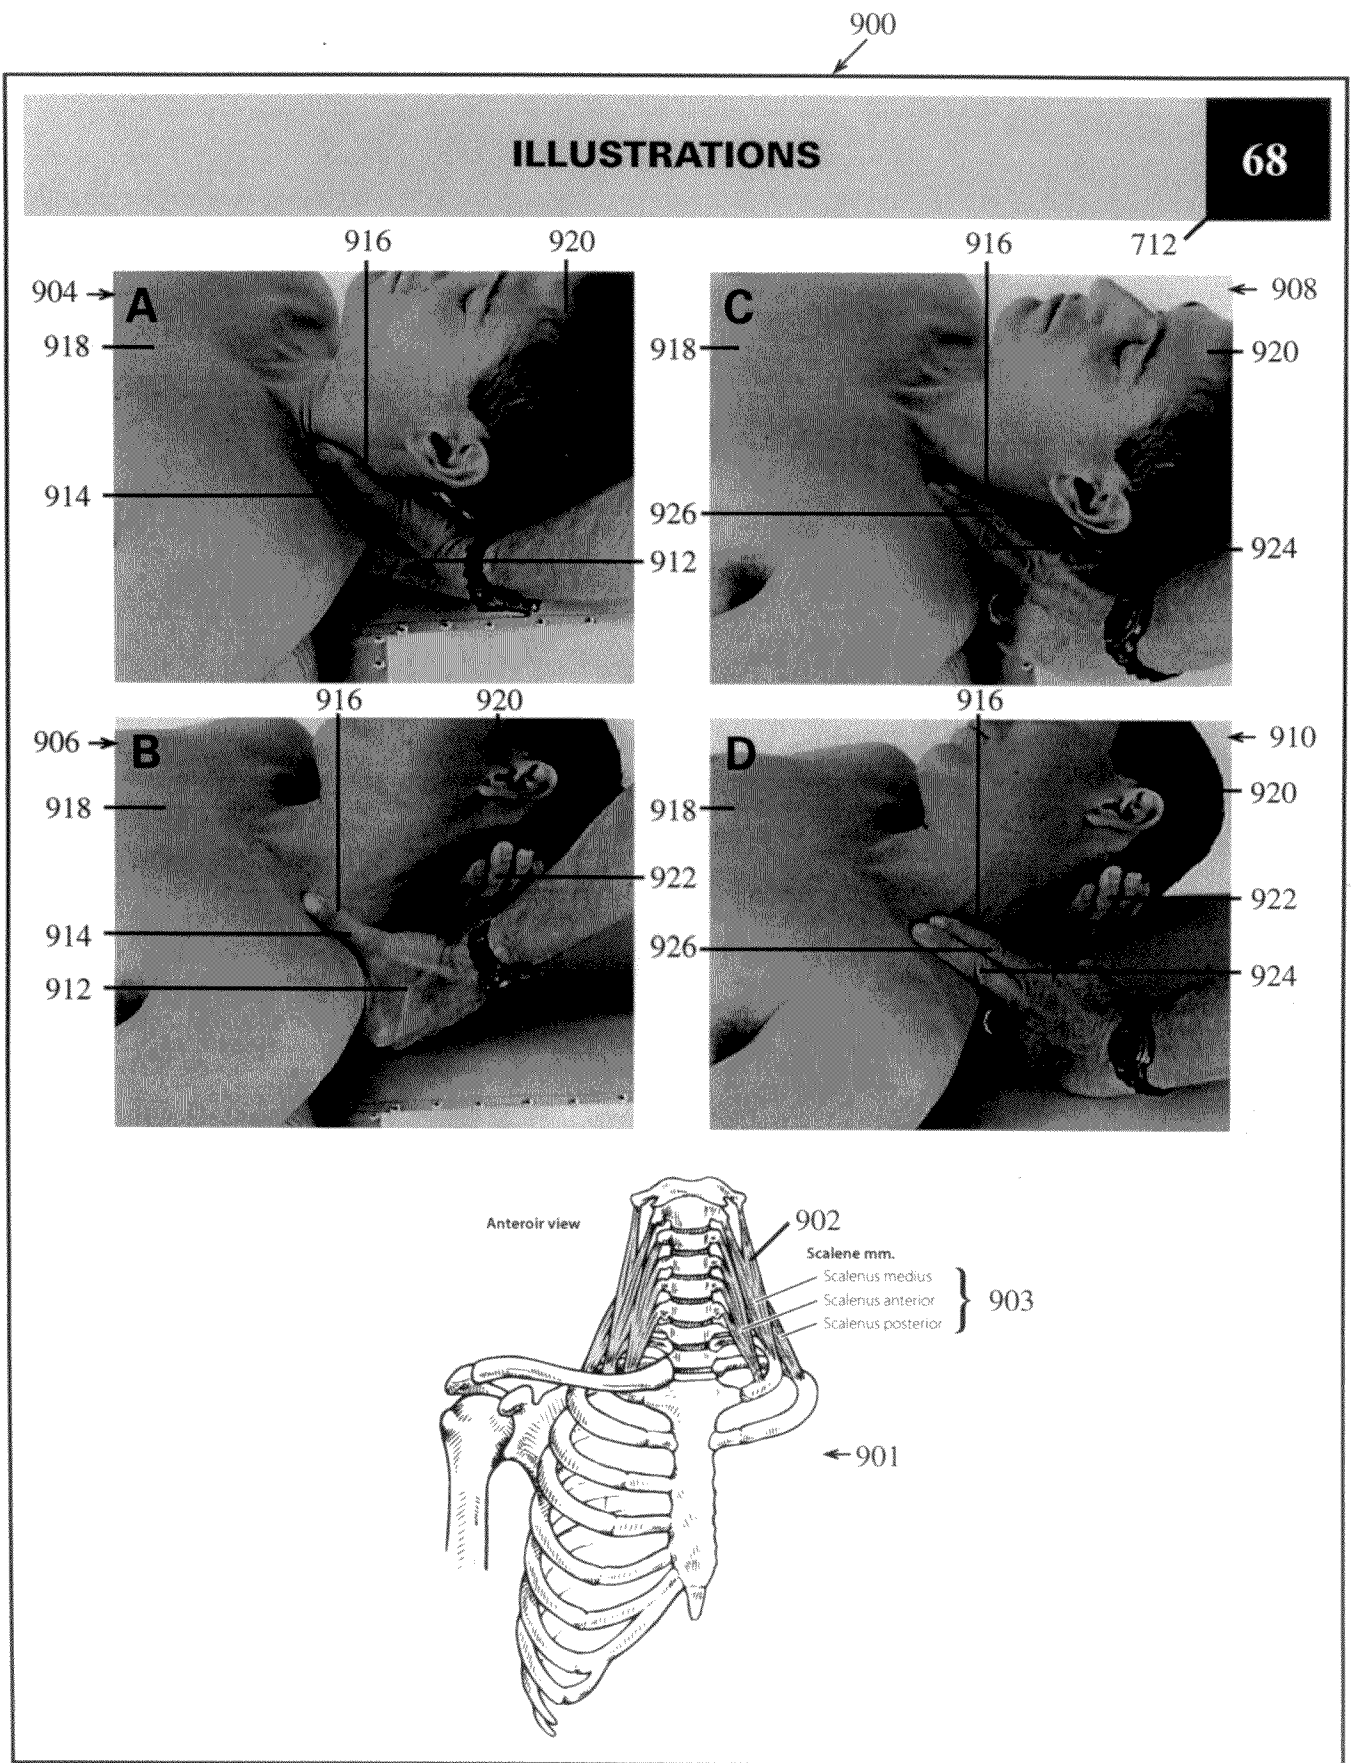 900
ILLUSTRATIONS
68
916 920 916 712
904 A C 908
918 918 920
914 926
912 924
916 920 916
906 B D 910
918 918 920
922 922
914 926
912 924
Anteroir view
902
Scalene mm.
Scalenus medius
Scalenus anterior
Scalenus posterior
903
901